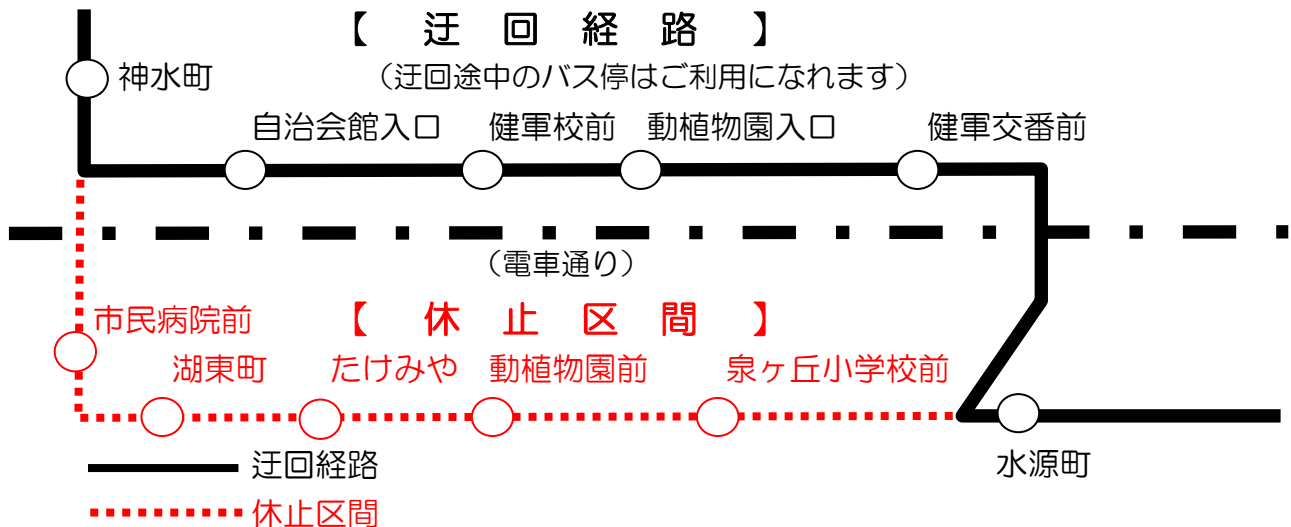 【 迂 回 経 路 】
神水町
（迂回途中のバス停はご利用になれます）
自治会館入口 健軍校前 動植物園入口 健軍交番前
（電車通り）
市民病院前
【 休 止 区 間 】
湖東町 たけみや 動植物園前 泉ヶ丘小学校前
水源町
迂回経路
休止区間